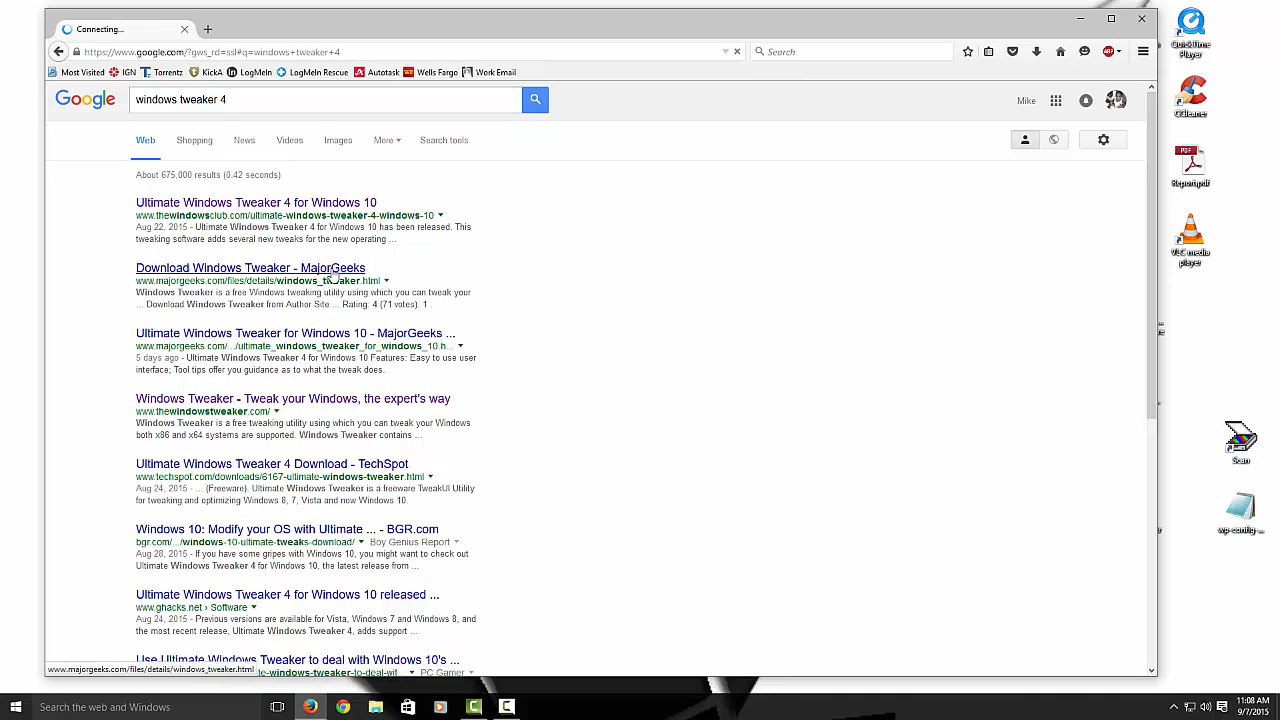 Connecting...
https://www.google.com/?gws_rd=ssl#q=windows+tweaker+4
Search
Most Visited IGN Torrentz KickA LogMeIn LogMeIn Rescue Autotask Wells Fargo Work Email
Google windows tweaker 4 Mike
Web Shopping News Videos Images More Search tools
About 675,000 results (0.42 seconds)
Ultimate Windows Tweaker 4 for Windows 10
www.thewindowsclub.com/ultimate-windows-tweaker-4-windows-10
Aug 22, 2015 - Ultimate Windows Tweaker 4 for Windows 10 has been released. This
tweaking software adds several new tweaks for the new operating ...
Download Windows Tweaker - MajorGeeks
www.majorgeeks.com/files/details/windows_tweaker.html
Windows Tweaker is a free Windows tweaking utility using which you can tweak your
... Download Windows Tweaker from Author Site ... Rating: 4 (71 votes). 1 .
Ultimate Windows Tweaker for Windows 10 - MajorGeeks ...
www.majorgeeks.com/.../ultimate_windows_tweaker_for_windows_10.h...
5 days ago - Ultimate Windows Tweaker 4 for Windows 10 Features: Easy to use user
interface; Tool tips offer you guidance as to what the tweak does.
Windows Tweaker - Tweak your Windows, the expert's way
www.thewindowstweaker.com/
Windows Tweaker is a free tweaking utility using which you can tweak your Windows
both x86 and x64 systems are supported. Windows Tweaker contains ...
Ultimate Windows Tweaker 4 Download - TechSpot
www.techspot.com/downloads/6167-ultimate-windows-tweaker.html
Aug 24, 2015 - ... (Freeware). Ultimate Windows Tweaker is a freeware TweakUI Utility
for tweaking and optimizing Windows 8, 7, Vista and now Windows 10.
Windows 10: Modify your OS with Ultimate ... - BGR.com
bgr.com/.../windows-10-ultimate-tweaks-download/ Boy Genius Report
Aug 28, 2015 - If you have some gripes with Windows 10, you might want to check out
Ultimate Windows Tweaker 4 for Windows 10, the latest release from ...
Ultimate Windows Tweaker 4 for Windows 10 released ...
www.ghacks.net › Software
Aug 24, 2015 - Previous versions are available for Vista, Windows 7 and Windows 8, and
the most recent release, Ultimate Windows Tweaker 4, adds support ...
Use Ultimate Windows Tweaker to deal with Windows 10's ...
te-windows-tweaker-to-deal-wit... PC Gamer
www.majorgeeks.com/files/details/windows_tweaker.html
QuickTime
Player
CCleaner
PDF
Report.pdf
VLC media
player
Scan
wp-config-...
Search the web and Windows
11:08 AM
9/7/2015